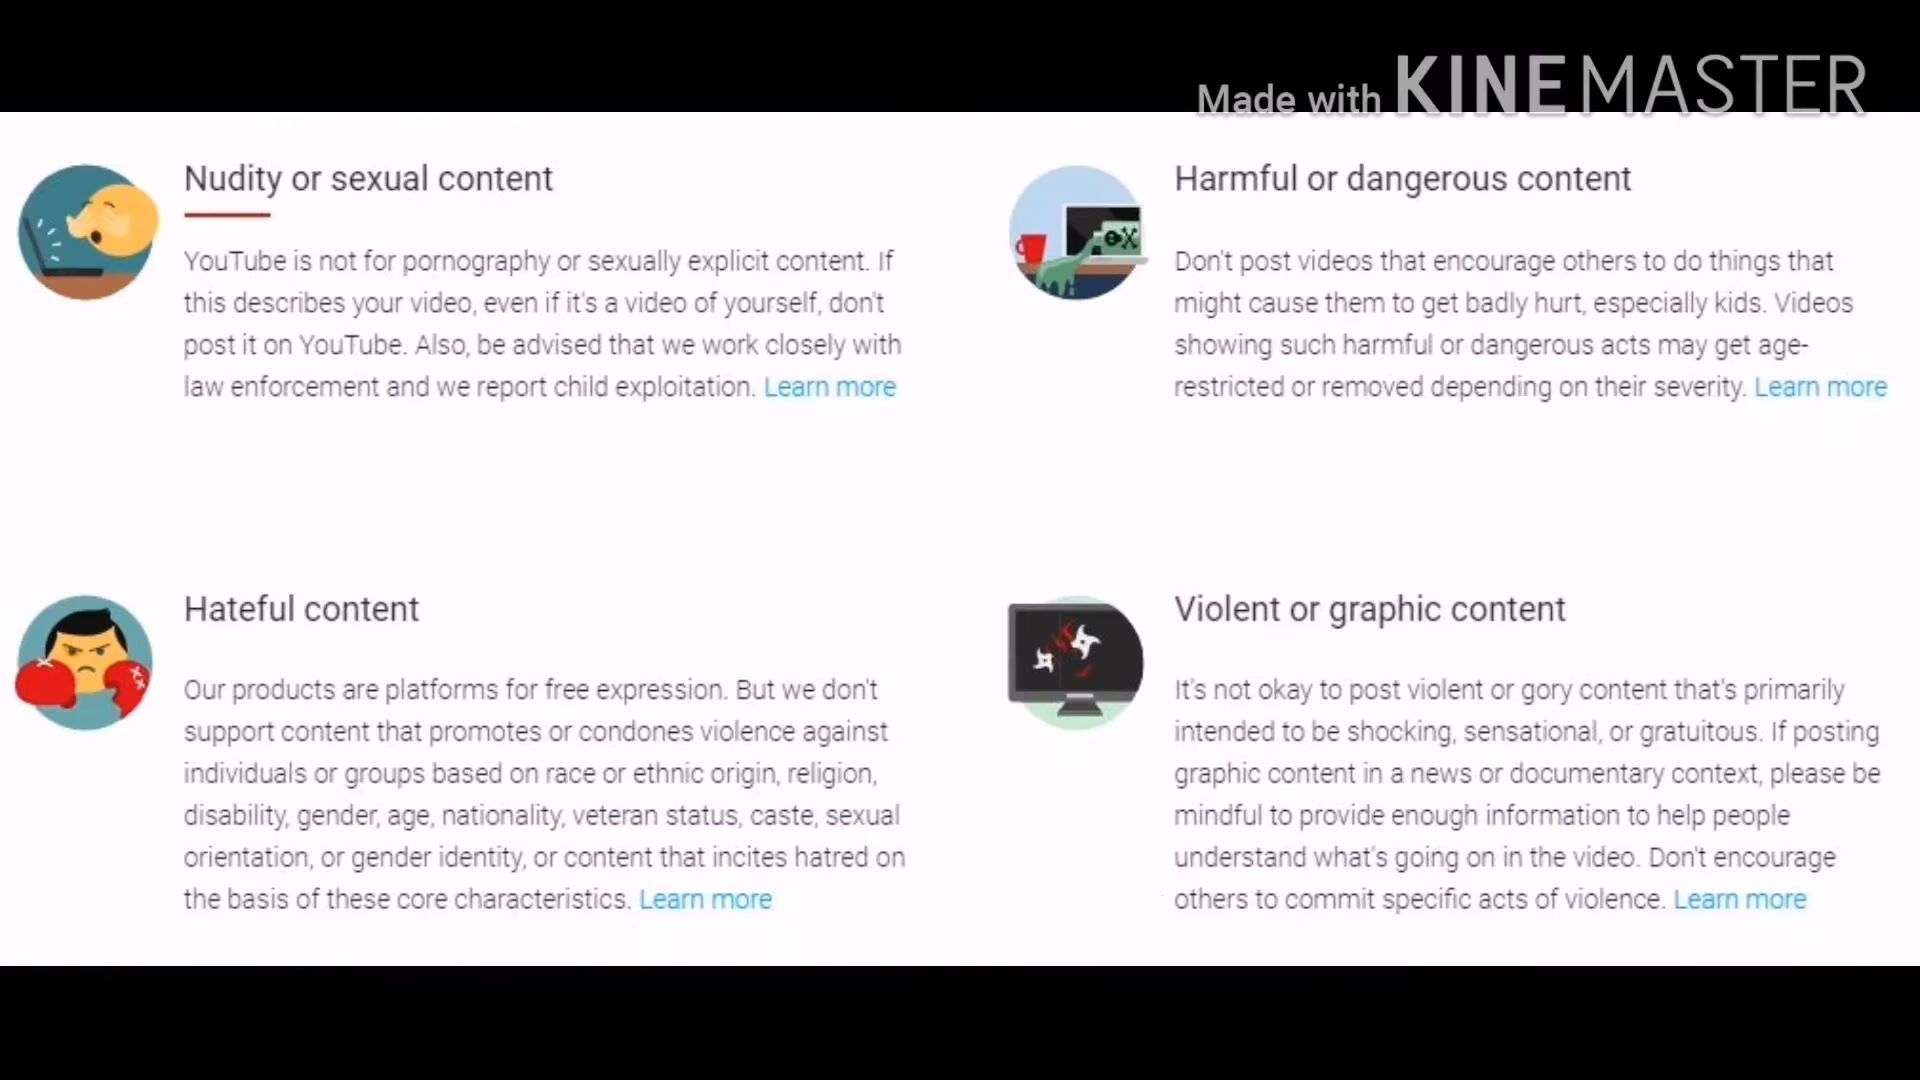 Made with KINEMASTER
Nudity or sexual content
YouTube is not for pornography or sexually explicit content. If
this describes your video, even if it's a video of yourself, don't
post it on YouTube. Also, be advised that we work closely with
law enforcement and we report child exploitation. Learn more
Harmful or dangerous content
Don't post videos that encourage others to do things that
might cause them to get badly hurt, especially kids. Videos
showing such harmful or dangerous acts may get age-
restricted or removed depending on their severity. Learn more
Hateful content
Our products are platforms for free expression. But we don't
support content that promotes or condones violence against
individuals or groups based on race or ethnic origin, religion,
disability, gender, age, nationality, veteran status, caste, sexual
orientation, or gender identity, or content that incites hatred on
the basis of these core characteristics. Learn more
Violent or graphic content
It's not okay to post violent or gory content that's primarily
intended to be shocking, sensational, or gratuitous. If posting
graphic content in a news or documentary context, please be
mindful to provide enough information to help people
understand what's going on in the video. Don't encourage
others to commit specific acts of violence. Learn more